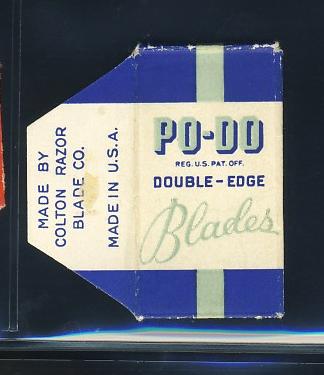 PO-DO
REG. U.S. PAT. OFF.
DOUBLE-EDGE
Blades
MADE BY
COLTON RAZOR
BLADE CO.
MADE IN U.S.A.